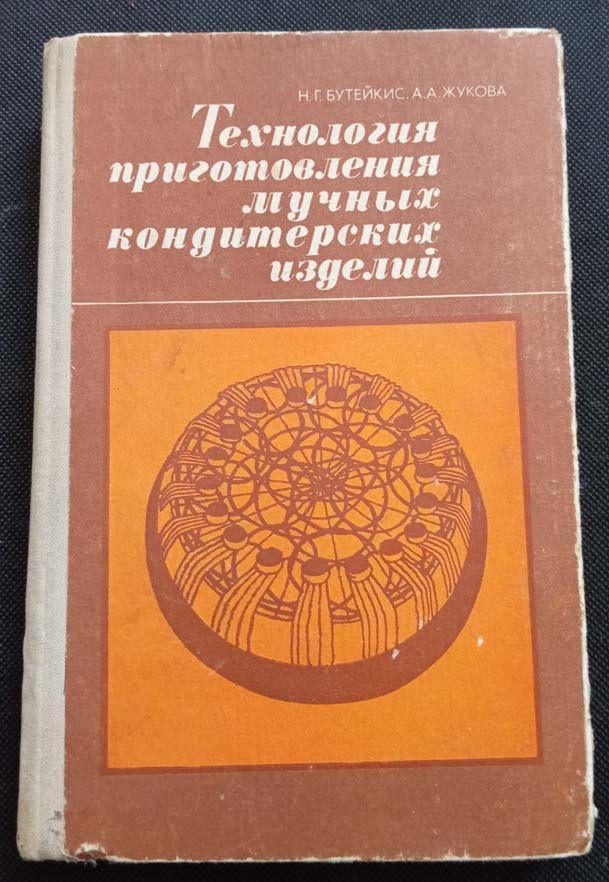 Н. Г. БУТЕЙКИС. А. А. ЖУКОВА
Технология
приготовления
мучных
кондитерских
изделий